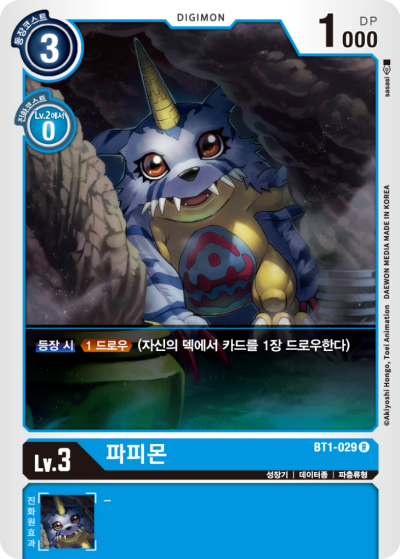 등장코스트
3
DIGIMON
1000
DP
진화코스트
Lv.2에서
0
sasasi
©Akiyoshi Hongo, Toei Animation DAEWON MEDIA MADE IN KOREA
등장 시 1 드로우 (자신의 덱에서 카드를 1장 드로우한다)
BT1-029 R
Lv.3 파피몬
성장기 | 데이터종 | 파충류형
진화원효과
–